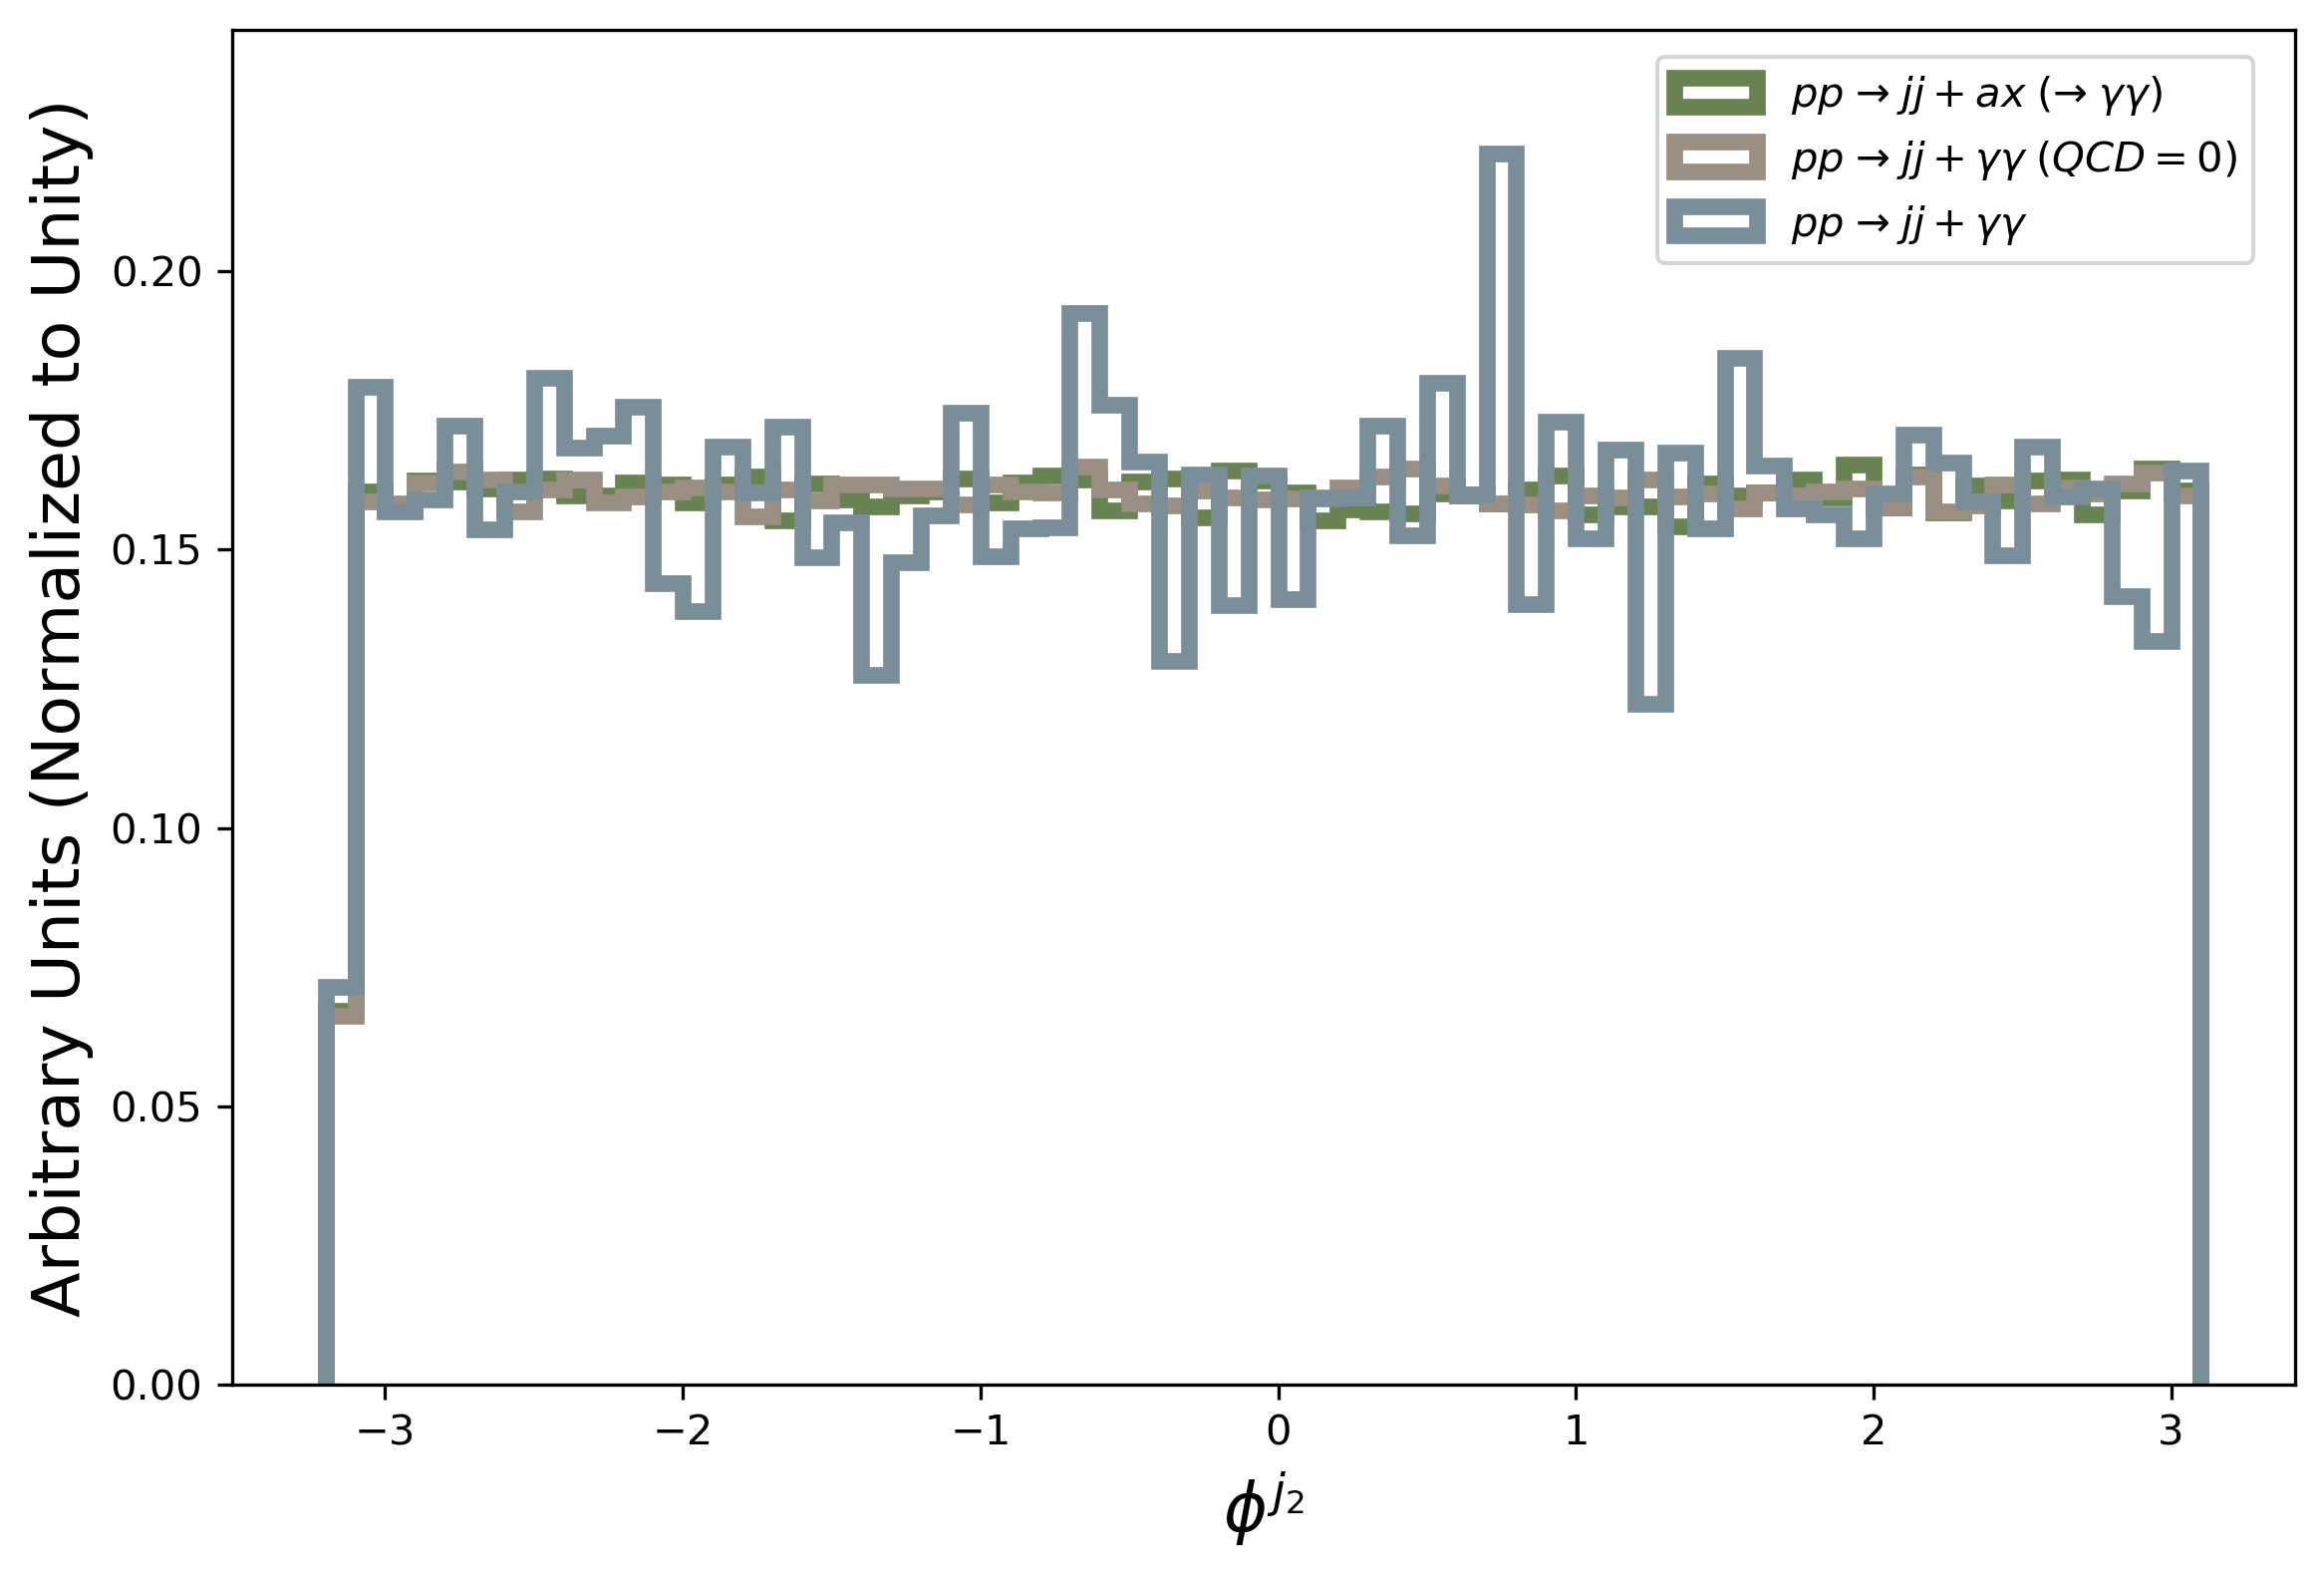 Arbitrary Units (Normalized to Unity)
0.20
0.15
0.10
0.05
0.00
−3 −2 −1 0 1 2 3
ϕ^{j_2}
pp → jj + ax (→ γγ)
pp → jj + γγ (QCD = 0)
pp → jj + γγ